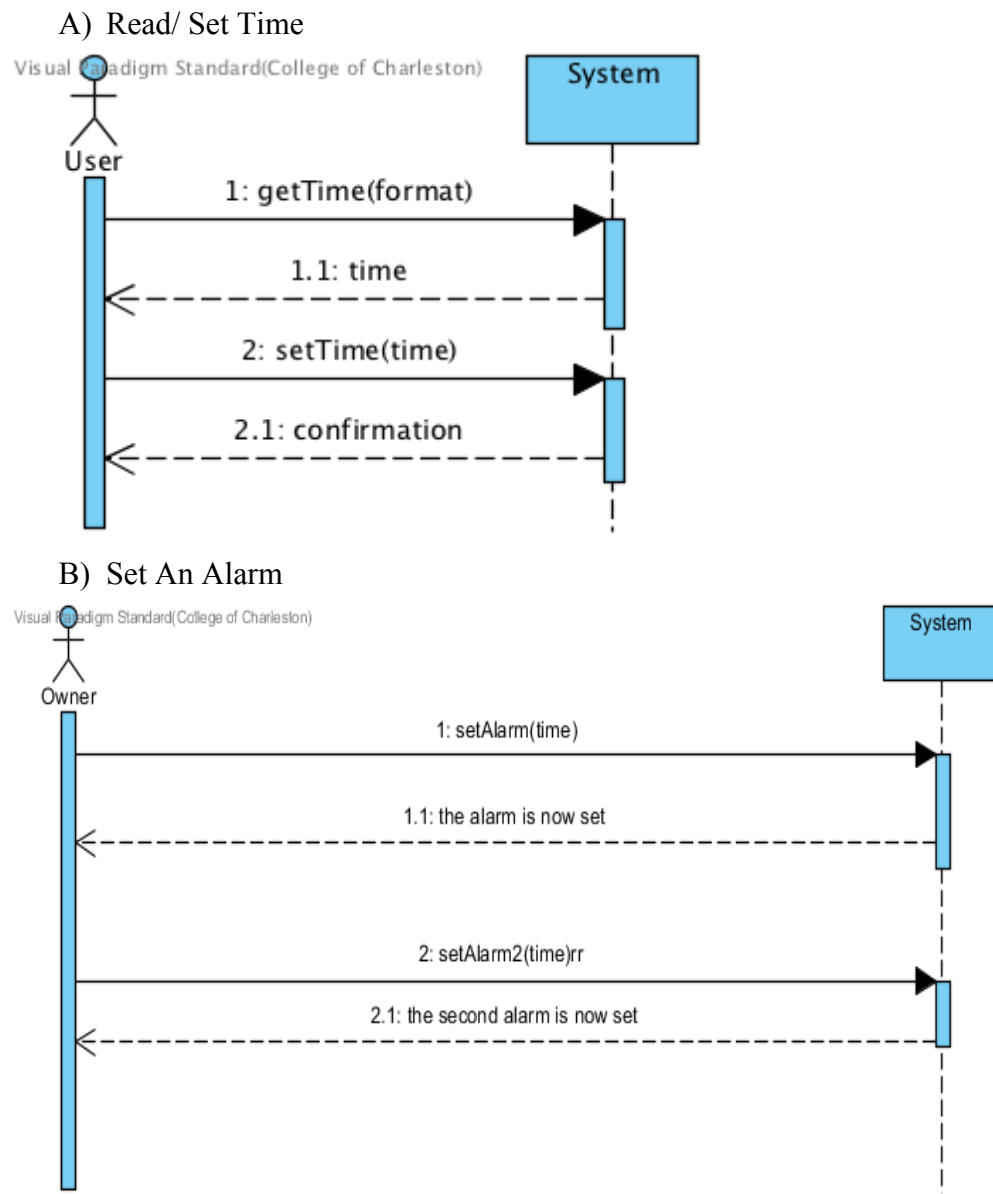 A) Read/ Set Time
Visual Paradigm Standard(College of Charleston)
System
User
1: getTime(format)
1.1: time
2: setTime(time)
2.1: confirmation
B) Set An Alarm
Visual Paradigm Standard(College of Charleston)
System
Owner
1: setAlarm(time)
1.1: the alarm is now set
2: setAlarm2(time)rr
2.1: the second alarm is now set